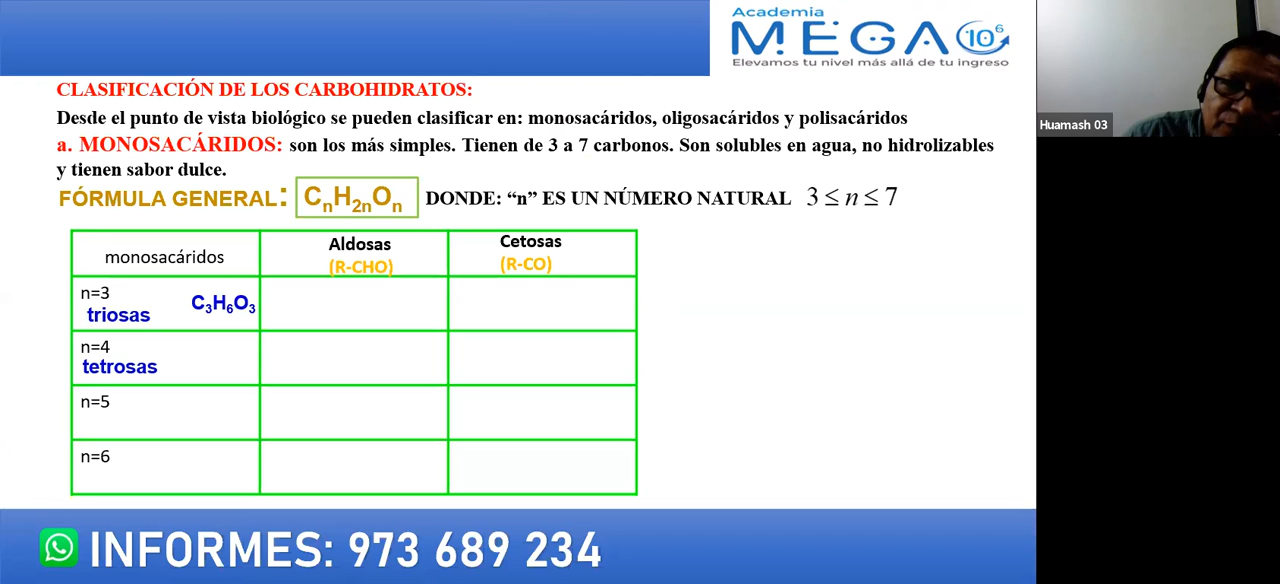 Academia
MEGA 10⁶
Elevamos tu nivel más allá de tu ingreso
Huamash 03
CLASIFICACIÓN DE LOS CARBOHIDRATOS:
Desde el punto de vista biológico se pueden clasificar en: monosacáridos, oligosacáridos y polisacáridos
a. MONOSACÁRIDOS: son los más simples. Tienen de 3 a 7 carbonos. Son solubles en agua, no hidrolizables
y tienen sabor dulce.
FÓRMULA GENERAL: CnH2nOn DONDE: “n” ES UN NÚMERO NATURAL 3 ≤ n ≤ 7
monosacáridos
Aldosas
(R-CHO)
Cetosas
(R-CO)
n=3
triosas
C₃H₆O₃
n=4
tetrosas
n=5
n=6
INFORMES: 973 689 234